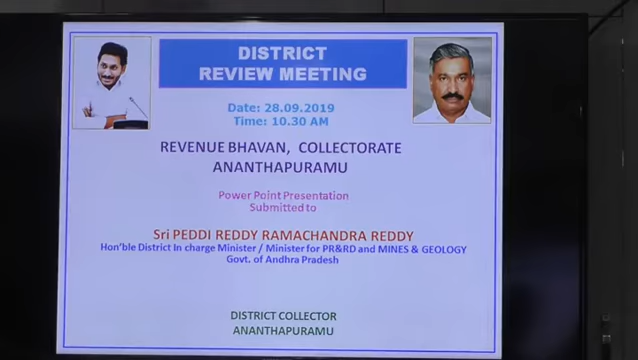 DISTRICT
REVIEW MEETING
Date: 28.09.2019
Time: 10.30 AM
REVENUE BHAVAN, COLLECTORATE
ANANTHAPURAMU
Power Point Presentation
Submitted to
Sri PEDDI REDDY RAMACHANDRA REDDY
Hon'ble District In charge Minister / Minister for PR&RD and MINES & GEOLOGY
Govt. of Andhra Pradesh
DISTRICT COLLECTOR
ANANTHAPURAMU